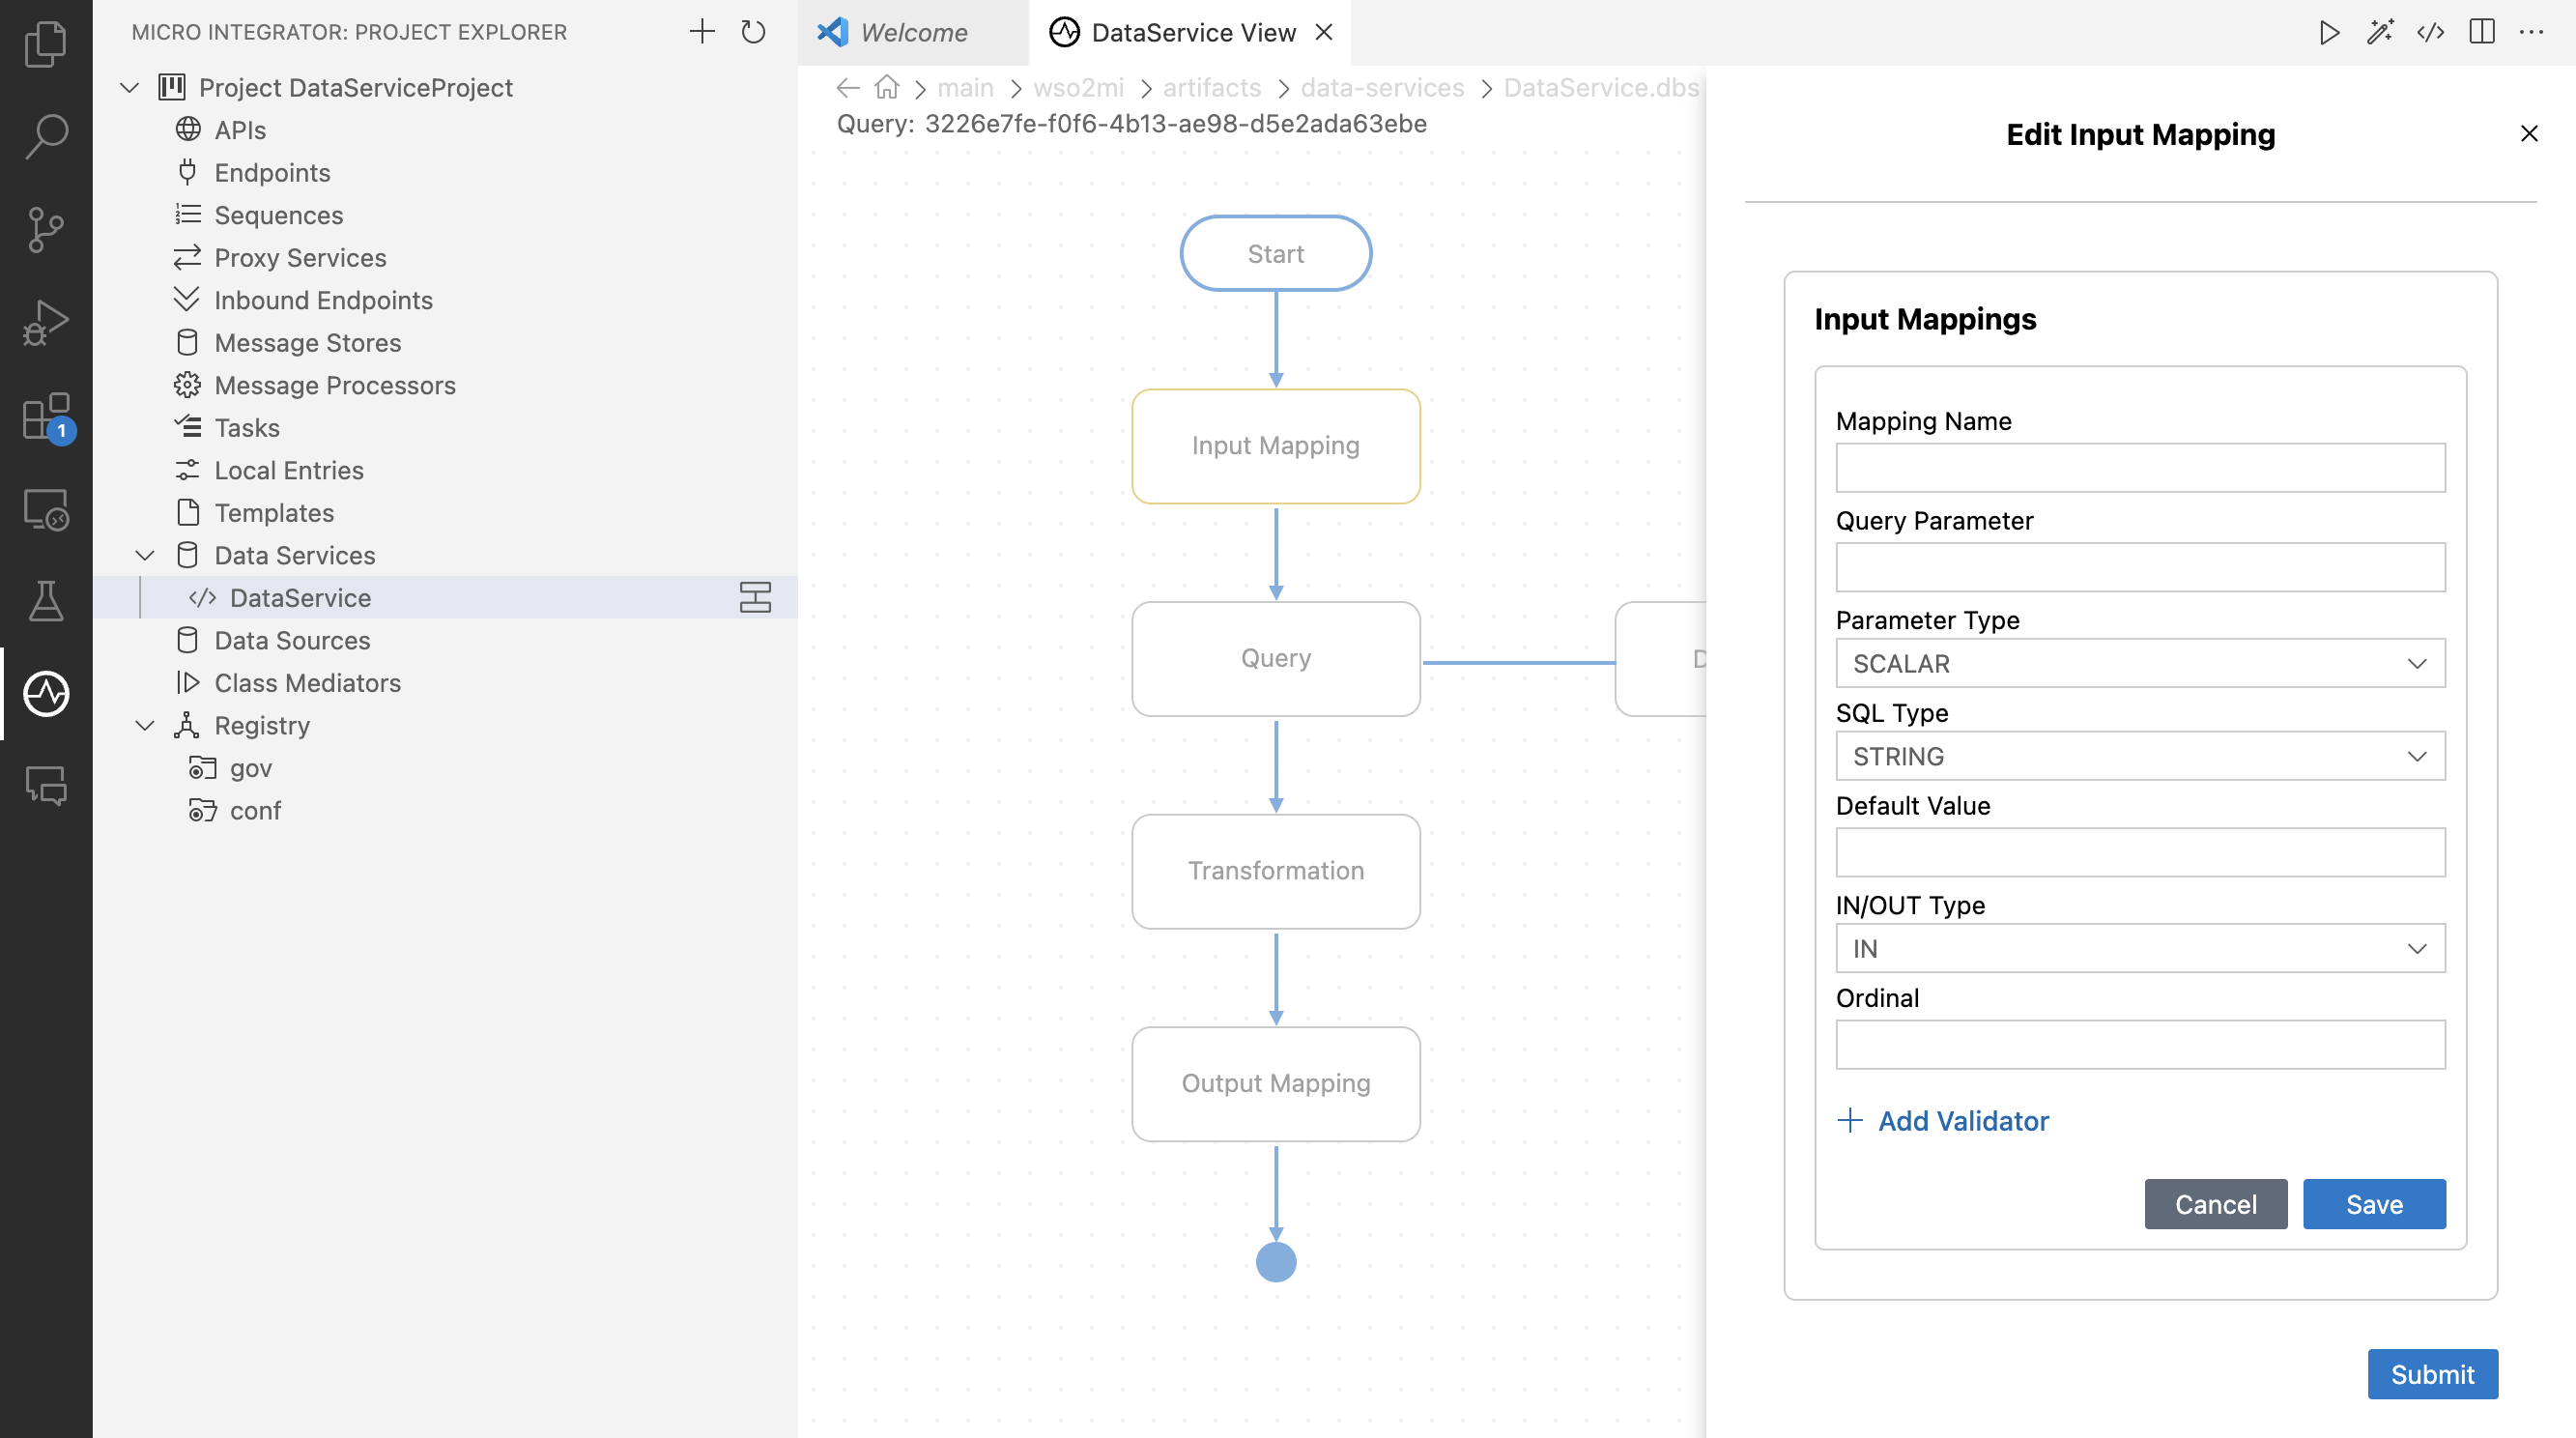 MICRO INTEGRATOR: PROJECT EXPLORER
Project DataServiceProject
APIs
Endpoints
Sequences
Proxy Services
Inbound Endpoints
Message Stores
Message Processors
Tasks
Local Entries
Templates
Data Services
DataService
Data Sources
Class Mediators
Registry
gov
conf
1
Welcome
DataService View
main > wso2mi > artifacts > data-services > DataService.dbs
Query: 3226e7fe-f0f6-4b13-ae98-d5e2ada63ebe
Start
Input Mapping
Query
Transformation
Output Mapping
Edit Input Mapping
Input Mappings
Mapping Name
Query Parameter
Parameter Type
SCALAR
SQL Type
STRING
Default Value
IN/OUT Type
IN
Ordinal
Add Validator
Cancel
Save
Submit